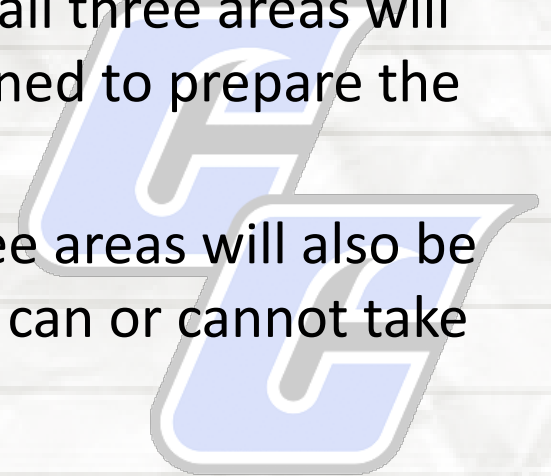 all three areas will
ned to prepare the
ee areas will also be
can or cannot take